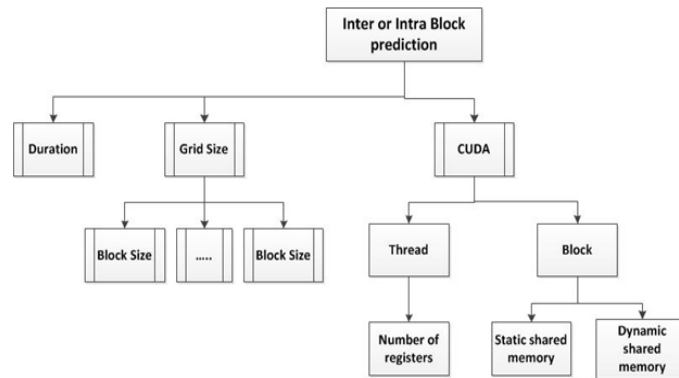 Inter or Intra Block
prediction
Duration
Grid Size
CUDA
Block Size
.....
Block Size
Thread
Block
Number of
registers
Static shared
memory
Dynamic
shared
memory